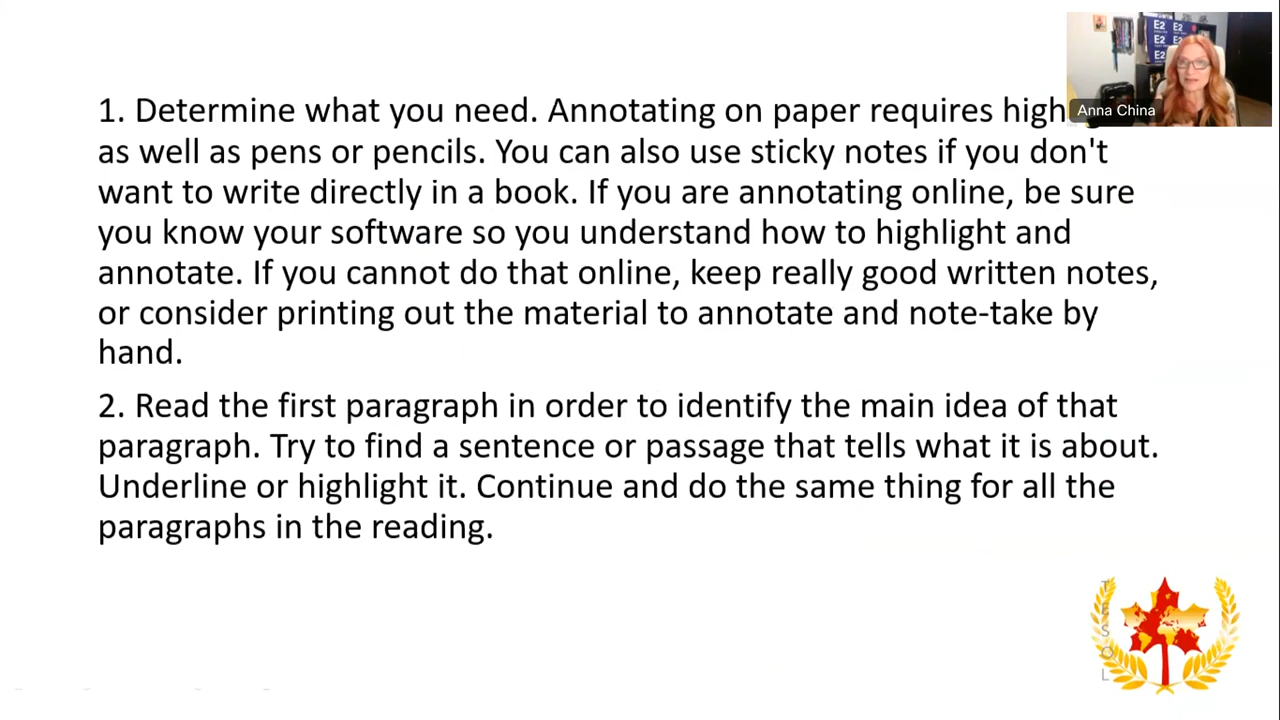 1. Determine what you need. Annotating on paper requires
as well as pens or pencils. You can also use sticky notes if you don't
want to write directly in a book. If you are annotating online, be sure
you know your software so you understand how to highlight and
annotate. If you cannot do that online, keep really good written notes,
or consider printing out the material to annotate and note-take by
hand.
2. Read the first paragraph in order to identify the main idea of that
paragraph. Try to find a sentence or passage that tells what it is about.
Underline or highlight it. Continue and do the same thing for all the
paragraphs in the reading.
E2 E2
E2 E2
E2
Anna China
TESOL